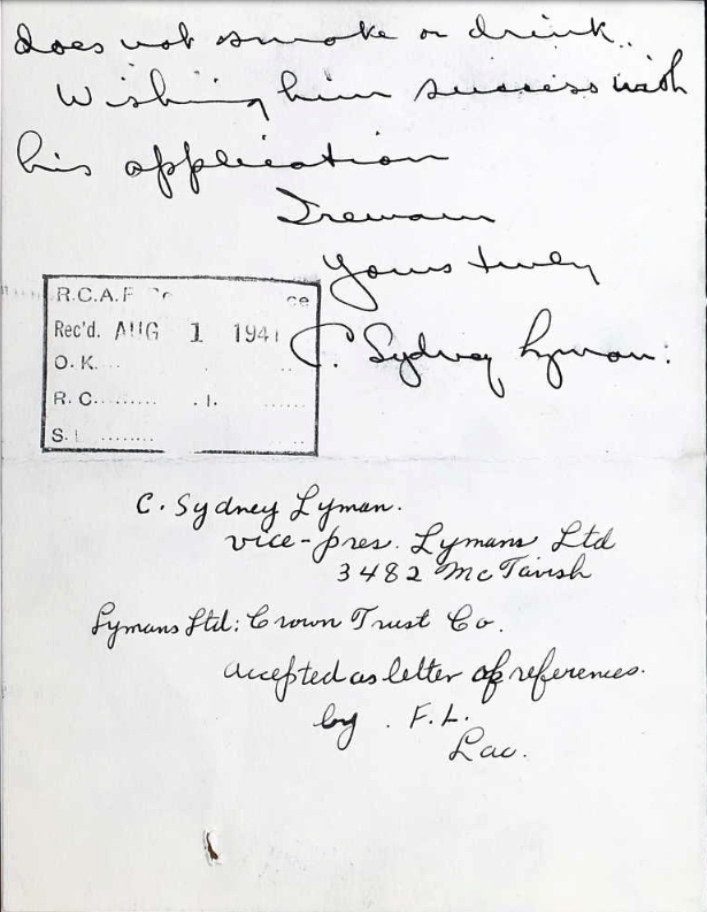 does not smoke or drink..
Wishing him success with
his application
I remain
Yours truly
C. Sydney Lyman.
R.C.A.F
Rec'd. AUG 1 1941
O.K.
R.C.
S.
C. Sydney Lyman.
vice-pres. Lymans Ltd
3482 McTavish
Lymans Ltd: Crown Trust Co.
Accepted as letter of references.
by. F.L.
Lac.